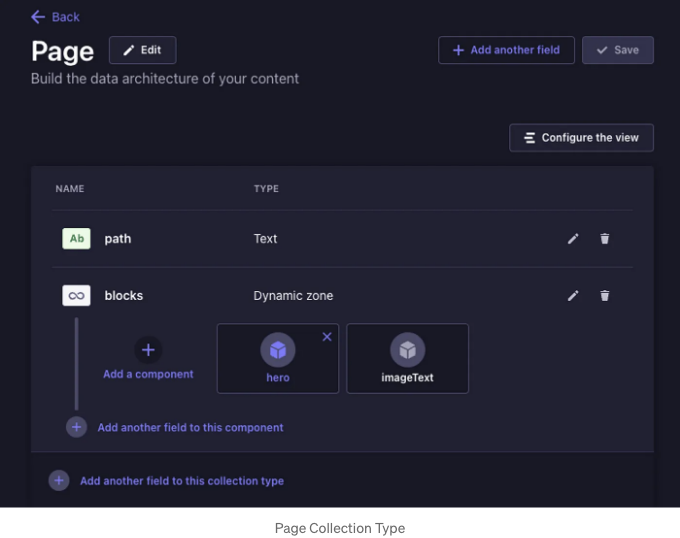 Back
Page Edit Add another field Save
Build the data architecture of your content
Configure the view
NAME TYPE
Ab path Text
blocks Dynamic zone
Add a component hero imageText
Add another field to this component
Add another field to this collection type
Page Collection Type